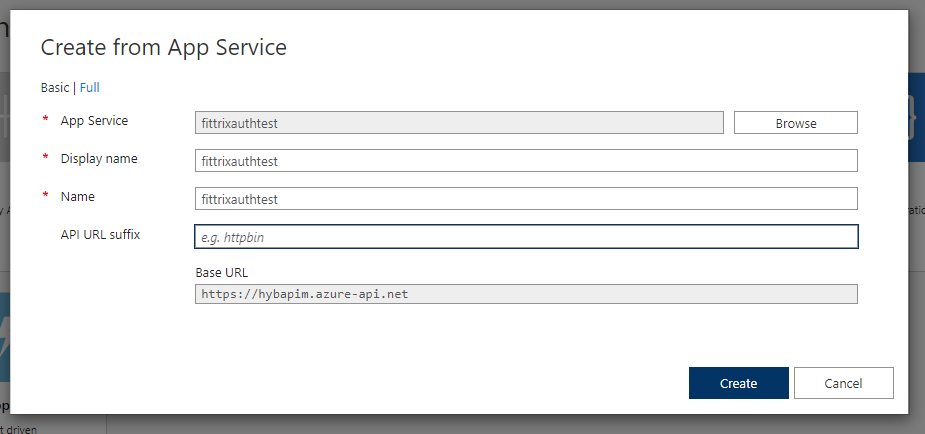 Create from App Service
Basic | Full
* App Service fittrixauthtest Browse
* Display name fittrixauthtest
* Name fittrixauthtest
API URL suffix e.g. httpbin
Base URL
https://hybapim.azure-api.net
Create Cancel
t driven